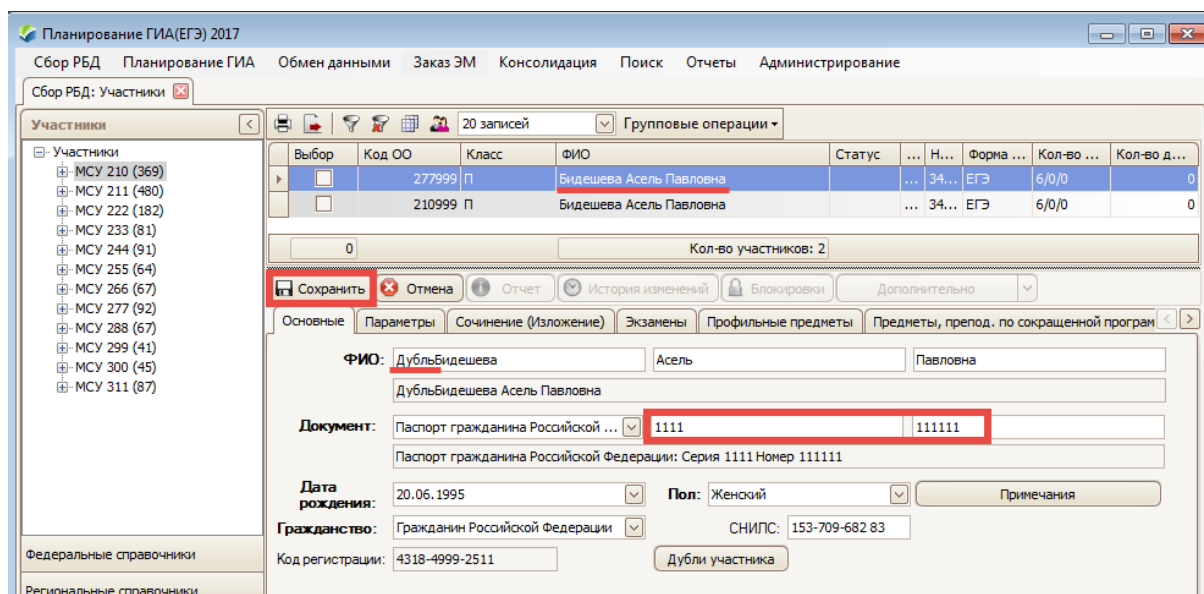 Планирование ГИА(ЕГЭ) 2017
Сбор РБД Планирование ГИА Обмен данными Заказ ЭМ Консолидация Поиск Отчеты Администрирование
Сбор РБД: Участники
Участники
20 записей Групповые операции
Участники
МСУ 210 (369)
МСУ 211 (480)
МСУ 222 (182)
МСУ 233 (81)
МСУ 244 (91)
МСУ 255 (64)
МСУ 266 (67)
МСУ 277 (92)
МСУ 288 (67)
МСУ 299 (41)
МСУ 300 (45)
МСУ 311 (87)
Федеральные справочники
Региональные справочники
Выбор Код ОО Класс ФИО Статус ... Н... Форма ... Кол-во ... Кол-во д...
277999 П Бидешева Асель Павловна ... 34... ЕГЭ 6/0/0 0
210999 П Бидешева Асель Павловна ... 34... ЕГЭ 6/0/0 0
0 Кол-во участников: 2
Сохранить Отмена Отчет История изменений Блокировки Дополнительно
Основные Параметры Сочинение (Изложение) Экзамены Профильные предметы Предметы, препод. по сокращенной програм
ФИО: ДубльБидешева Асель Павловна
ДубльБидешева Асель Павловна
Документ: Паспорт гражданина Российской ... 1111 111111
Паспорт гражданина Российской Федерации: Серия 1111 Номер 111111
Дата рождения: 20.06.1995 Пол: Женский Примечания
Гражданство: Гражданин Российской Федерации СНИЛС: 153-709-682 83
Код регистрации: 4318-4999-2511 Дубли участника